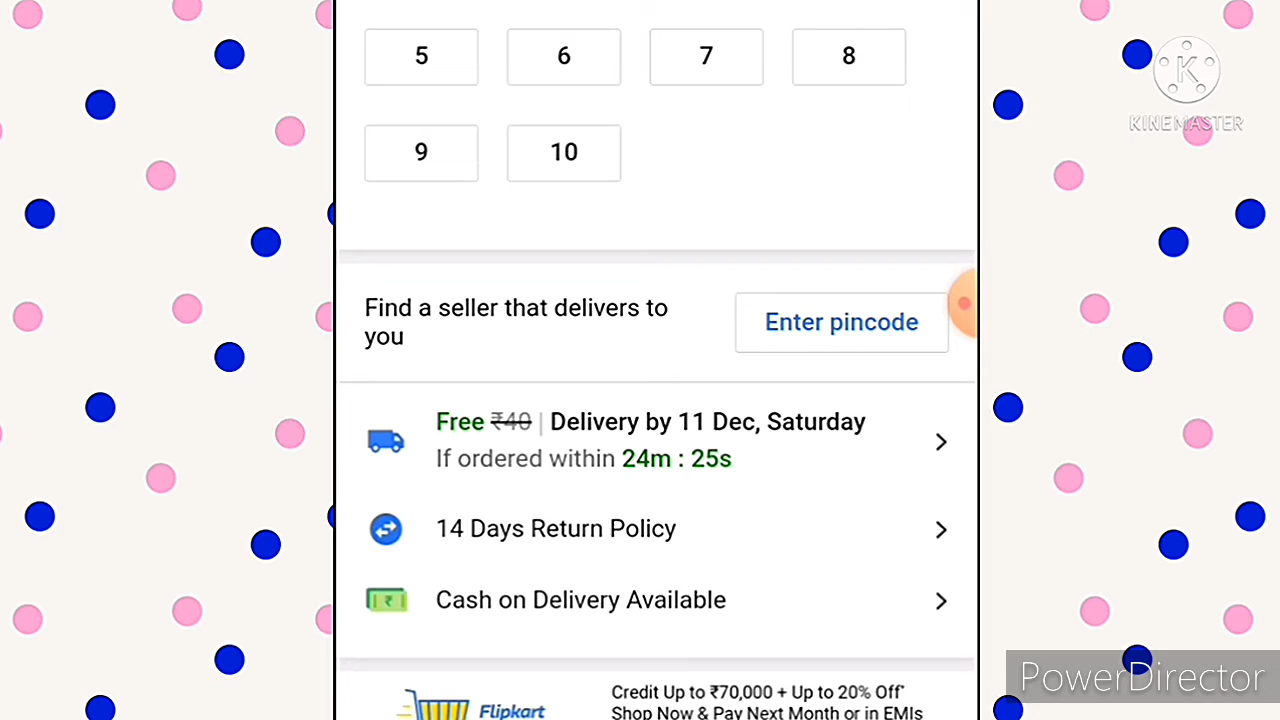 5 6 7 8
K
KINEMASTER
9 10
Find a seller that delivers to
you
Enter pincode
Free ₹40 | Delivery by 11 Dec, Saturday
If ordered within 24m : 25s
14 Days Return Policy
₹
Cash on Delivery Available
PowerDirector
Credit Up to ₹70,000 + Up to 20% Off*
Flipkart
Shop Now & Pay Next Month or in EMIs